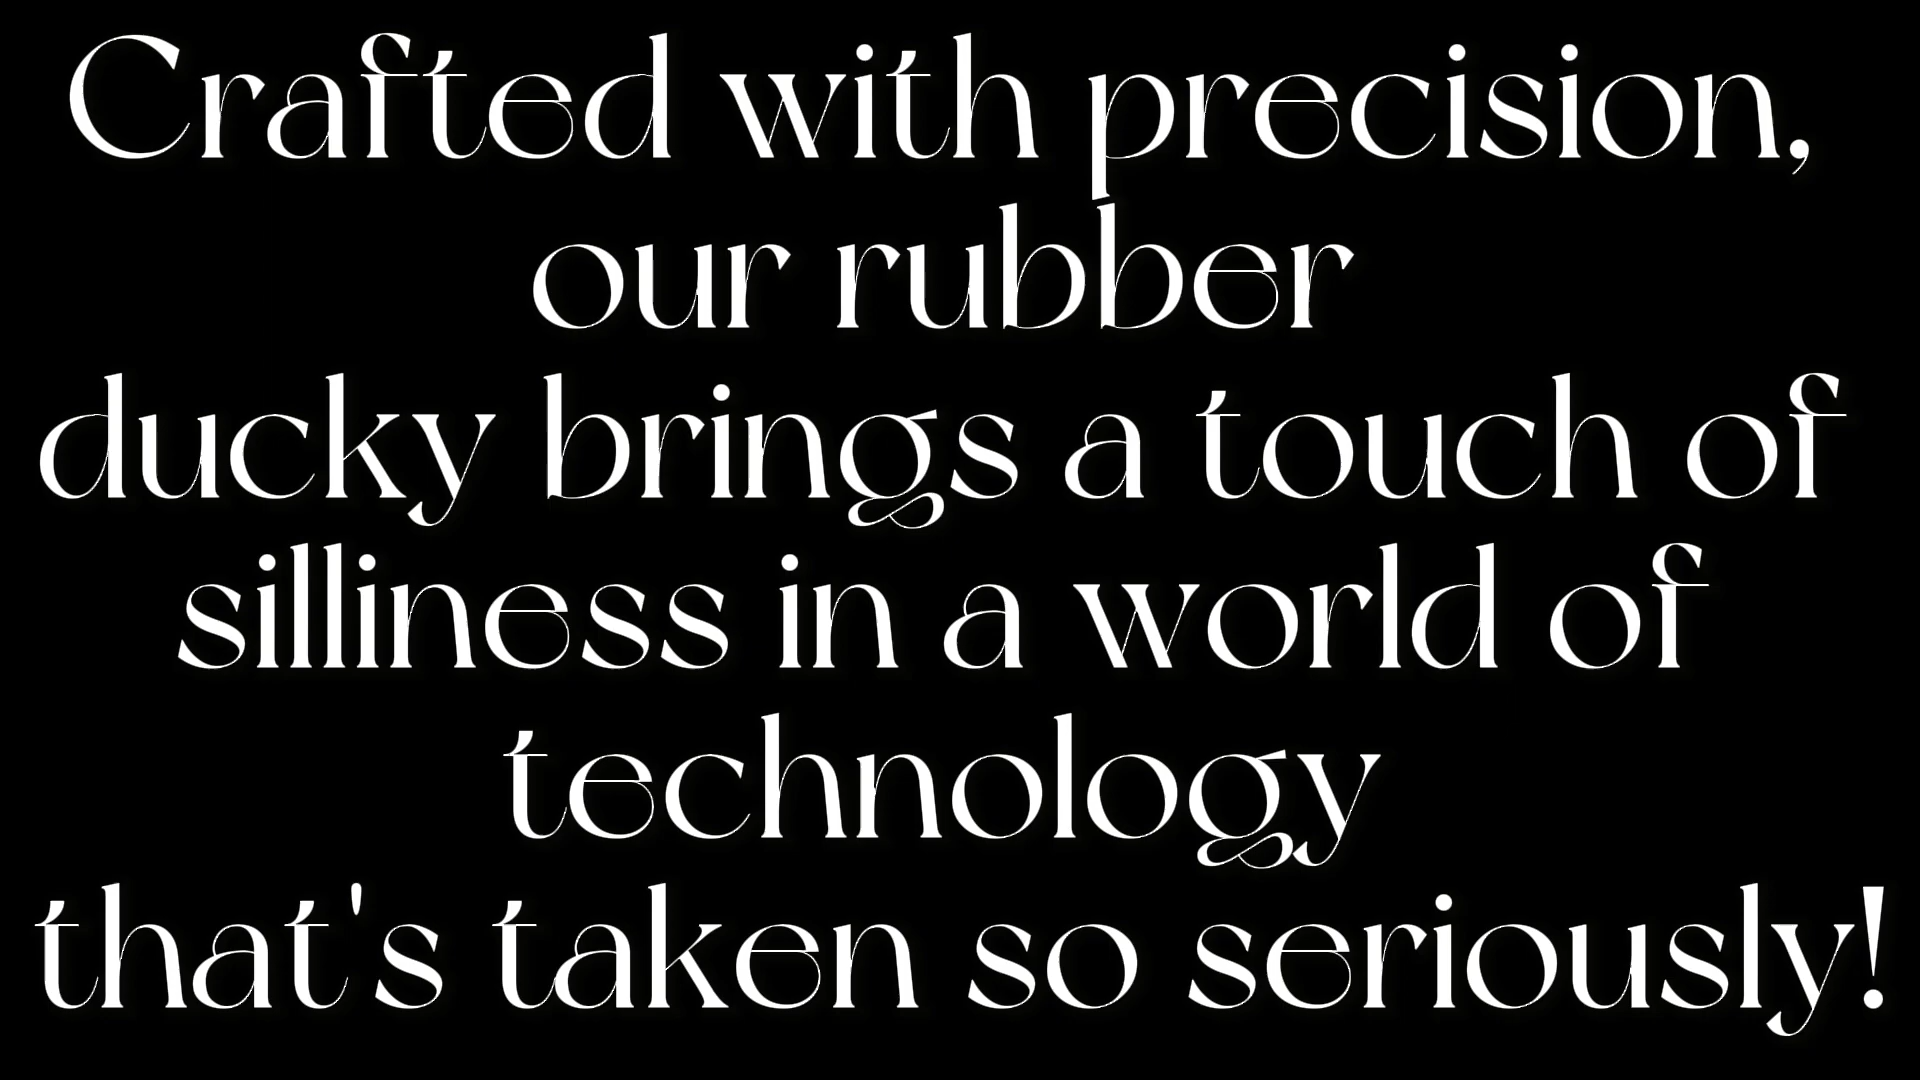 Crafted with precision,
our rubber
ducky brings a touch of
silliness in a world of
technology
that's taken so seriously!